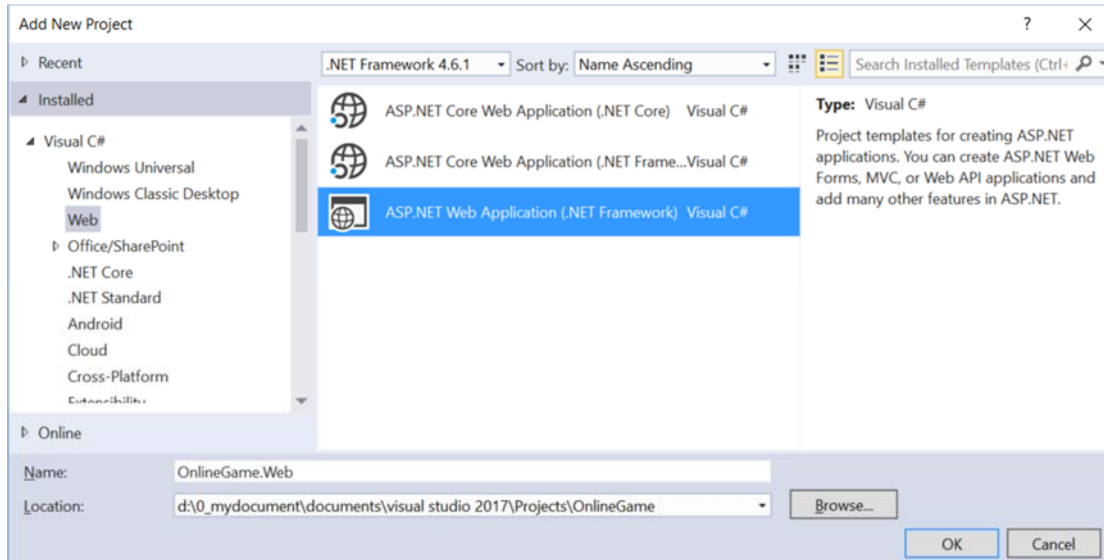 Add New Project
?
Recent
.NET Framework 4.6.1
Sort by: Name Ascending
Search Installed Templates (Ctrl+
Installed
Visual C#
Windows Universal
Windows Classic Desktop
Web
Office/SharePoint
.NET Core
.NET Standard
Android
Cloud
Cross-Platform
Extensibility
Online
ASP.NET Core Web Application (.NET Core) Visual C#
ASP.NET Core Web Application (.NET Frame...Visual C#
ASP.NET Web Application (.NET Framework) Visual C#
Type: Visual C#
Project templates for creating ASP.NET
applications. You can create ASP.NET Web
Forms, MVC, or Web API applications and
add many other features in ASP.NET.
Name: OnlineGame.Web
Location: d:\0_mydocument\documents\visual studio 2017\Projects\OnlineGame
Browse...
OK Cancel